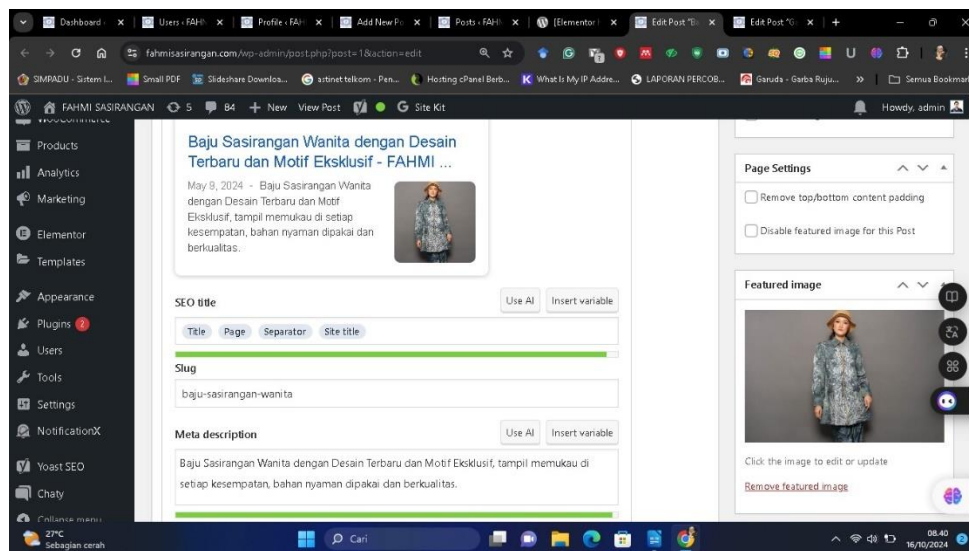 Dashboard
Users ‹ FAH
Profile ‹ FAH
Add New Po
Posts ‹ FAH
[Elementor
Edit Post "B
Edit Post "G
fahmisasirangan.com/wp-admin/post.php?post=1&action=edit
SIMPADU - Sistem I...
Small PDF
Slideshare Downloa...
astinet telkom - Pen...
Hosting cPanel Berb...
What Is My IP Addre...
LAPORAN PERCOB...
Garuda - Garba Ruju...
Semua Bookmar
FAHMI SASIRANGAN
5
84
New
View Post
Site Kit
Howdy, admin
WooCommerce
Products
Analytics
Marketing
Elementor
Templates
Appearance
Plugins 2
Users
Tools
Settings
NotificationX
Yoast SEO
Chaty
Collapse menu
Baju Sasirangan Wanita dengan Desain
Terbaru dan Motif Eksklusif - FAHMI ...
May 9, 2024 - Baju Sasirangan Wanita
dengan Desain Terbaru dan Motif
Eksklusif, tampil memukau di setiap
kesempatan, bahan nyaman dipakai dan
berkualitas.
SEO title
Use AI
Insert variable
Title
Page
Separator
Site title
Slug
baju-sasirangan-wanita
Meta description
Use AI
Insert variable
Baju Sasirangan Wanita dengan Desain Terbaru dan Motif Eksklusif, tampil memukau di
setiap kesempatan, bahan nyaman dipakai dan berkualitas.
Page Settings
Remove top/bottom content padding
Disable featured image for this Post
Featured image
Click the image to edit or update
Remove featured image
27°C
Sebagian cerah
Cari
08.40
16/10/2024